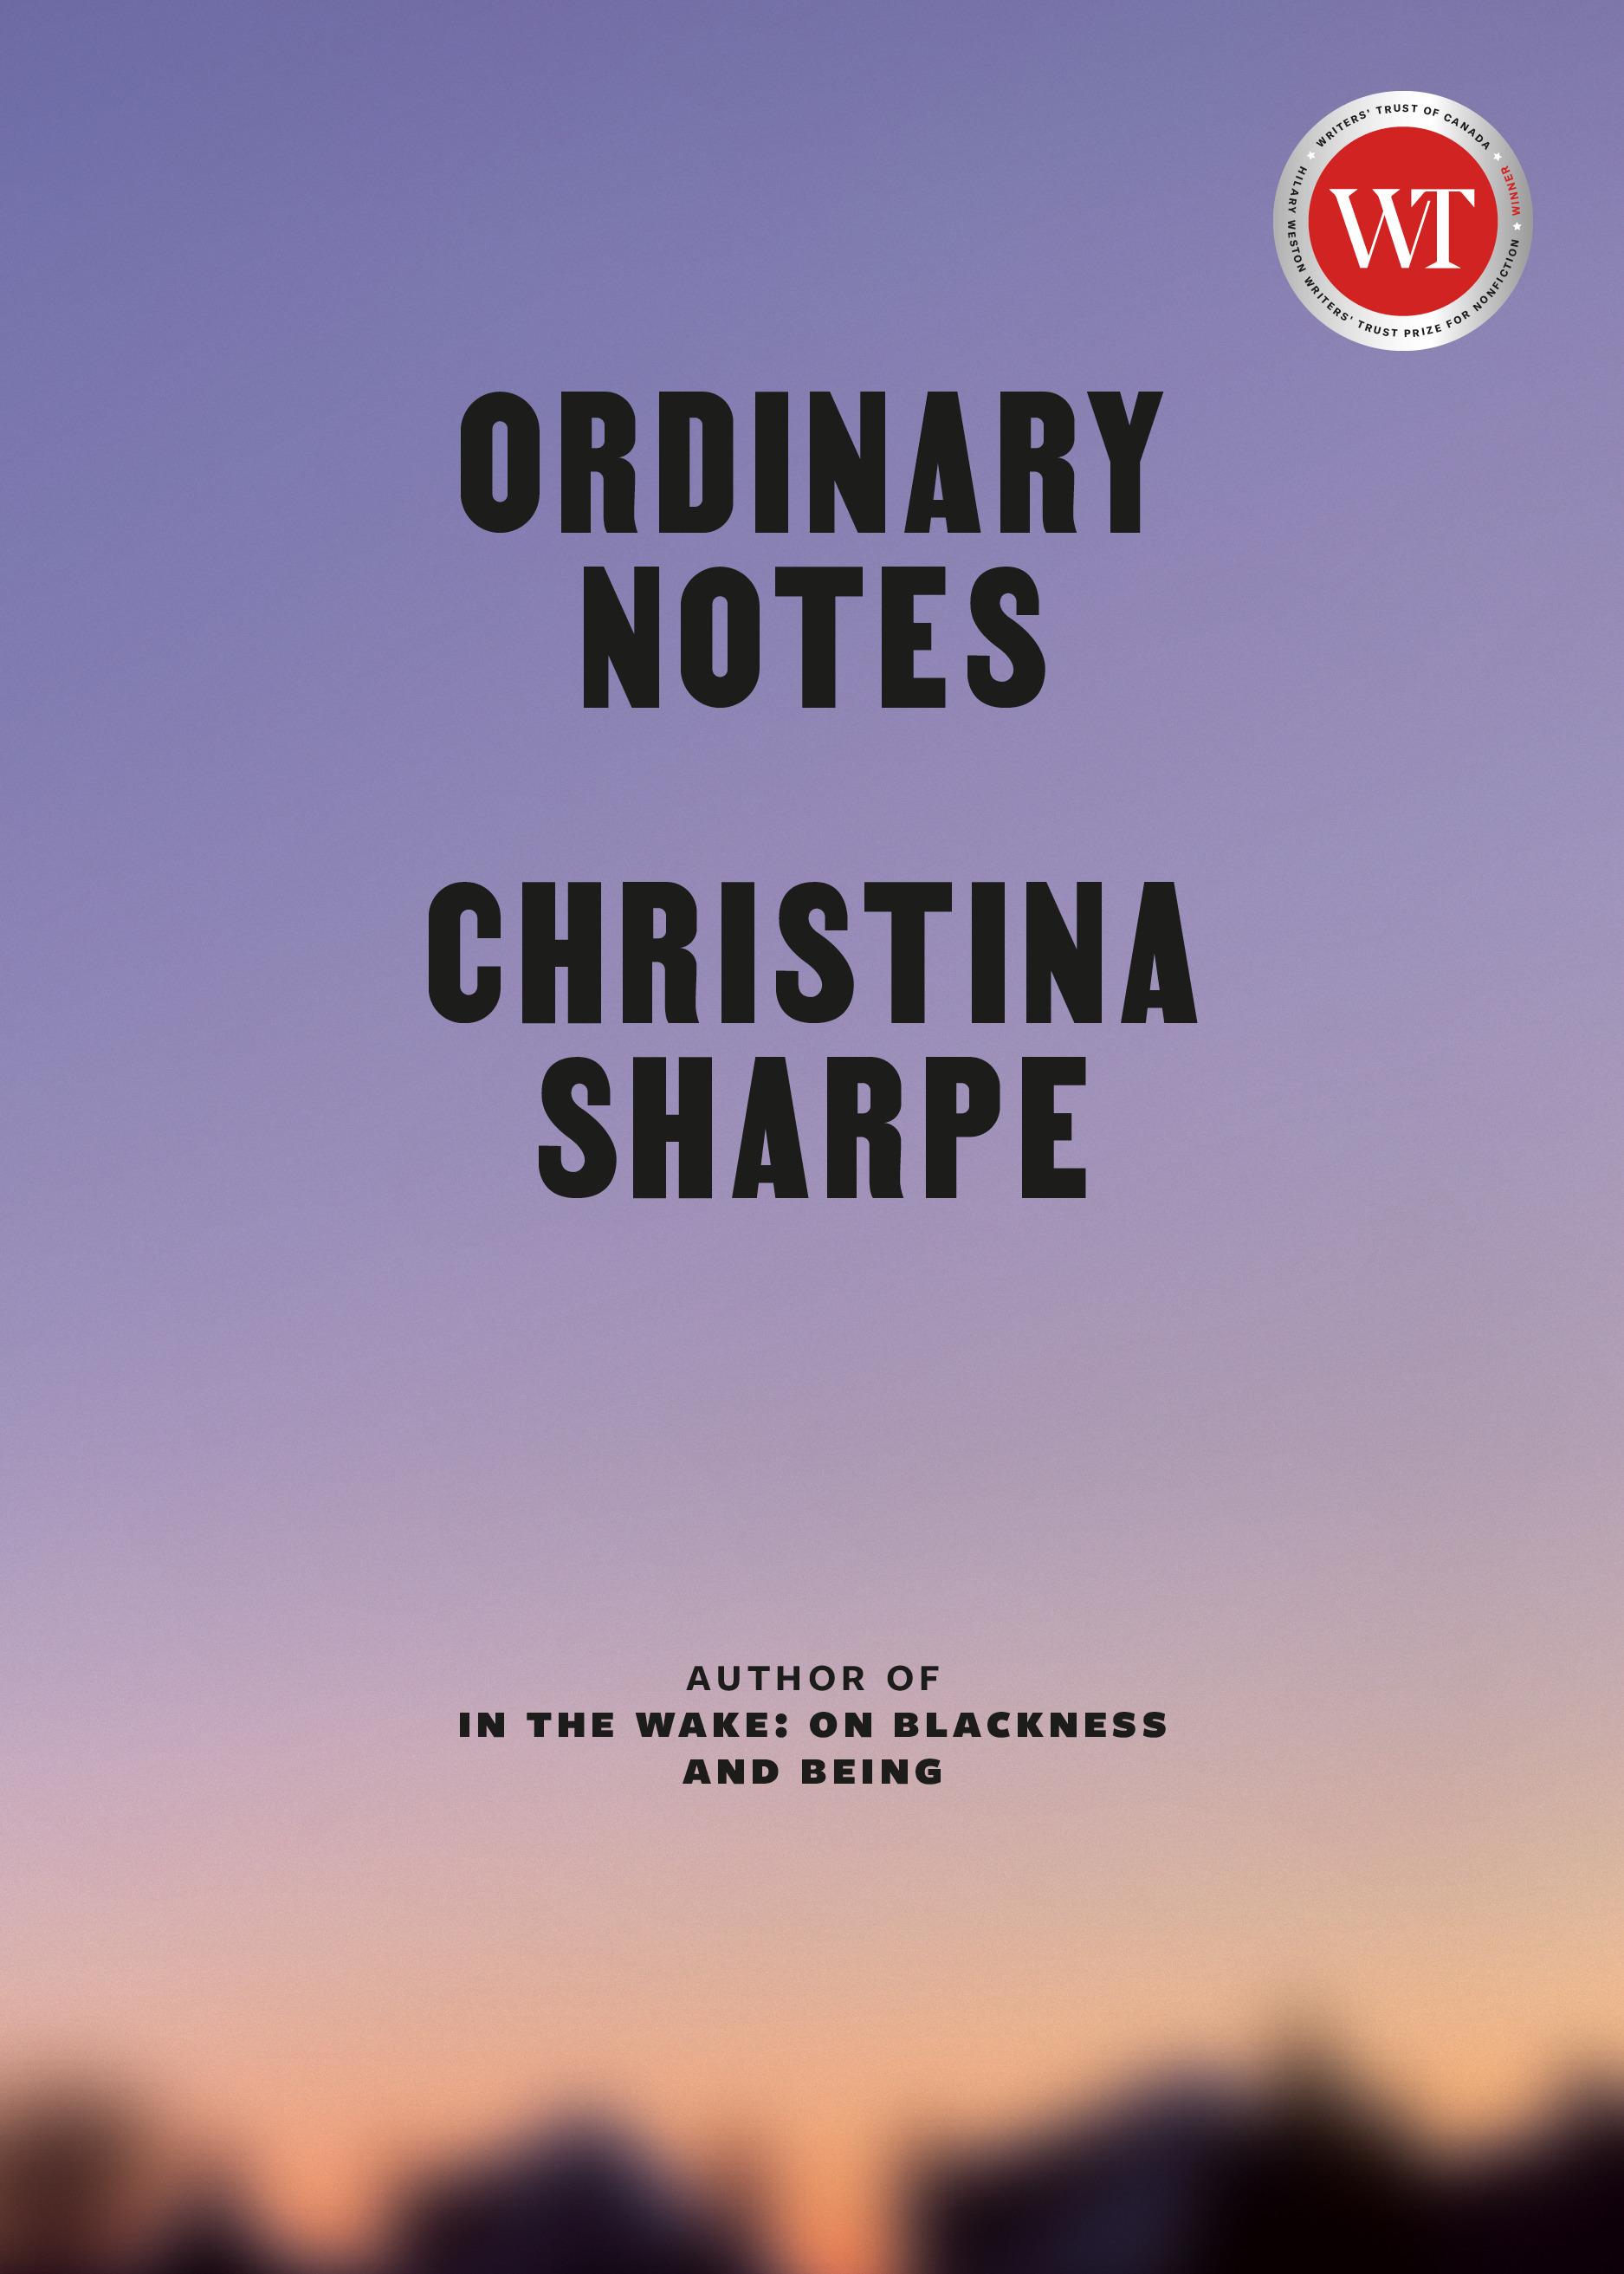 WRITERS' TRUST OF CANADA
WINNER
HILARY WESTON WRITERS' TRUST PRIZE FOR NONFICTION
WT
ORDINARY
NOTES
CHRISTINA
SHARPE
AUTHOR OF
IN THE WAKE: ON BLACKNESS
AND BEING